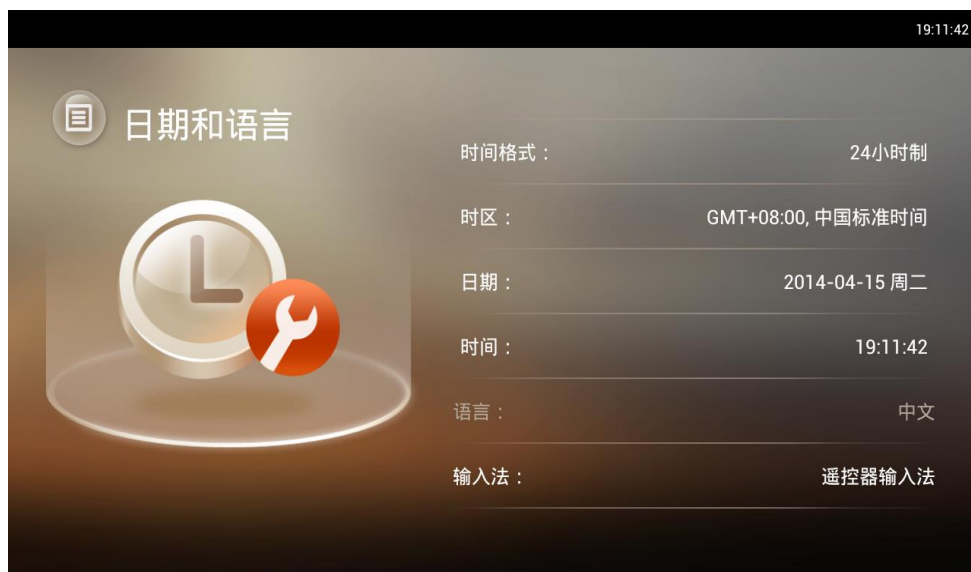 19:11:42
日期和语言
时间格式： 24小时制
时区： GMT+08:00, 中国标准时间
日期： 2014-04-15 周二
时间： 19:11:42
语言： 中文
输入法： 遥控器输入法